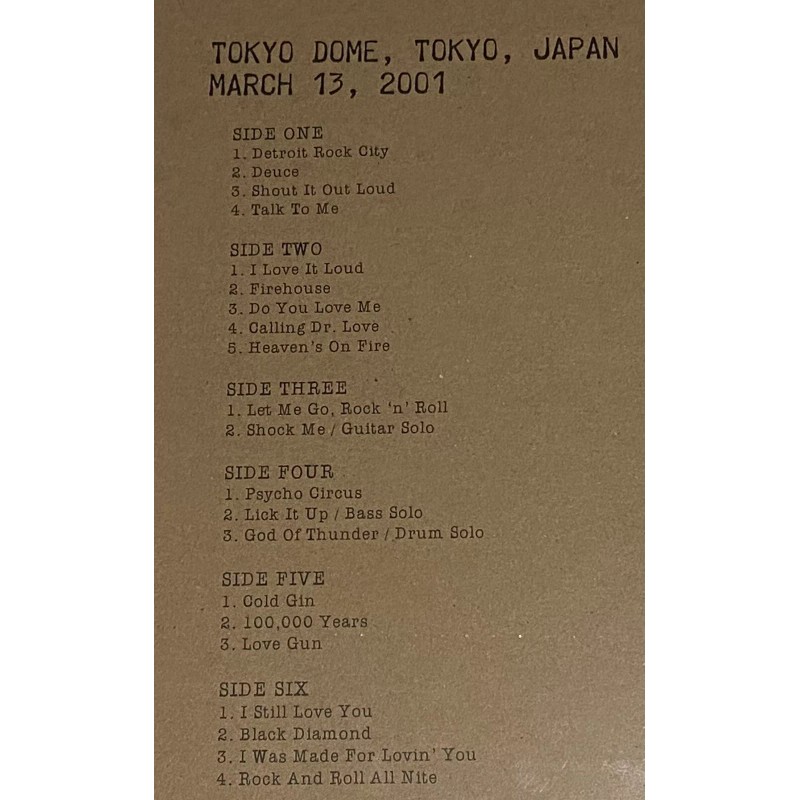 TOKYO DOME, TOKYO, JAPAN
MARCH 13, 2001
SIDE ONE
1. Detroit Rock City
2. Deuce
3. Shout It Out Loud
4. Talk To Me
SIDE TWO
1. I Love It Loud
2. Firehouse
3. Do You Love Me
4. Calling Dr. Love
5. Heaven's On Fire
SIDE THREE
1. Let Me Go, Rock 'n' Roll
2. Shock Me / Guitar Solo
SIDE FOUR
1. Psycho Circus
2. Lick It Up / Bass Solo
3. God Of Thunder / Drum Solo
SIDE FIVE
1. Cold Gin
2. 100,000 Years
3. Love Gun
SIDE SIX
1. I Still Love You
2. Black Diamond
3. I Was Made For Lovin' You
4. Rock And Roll All Nite